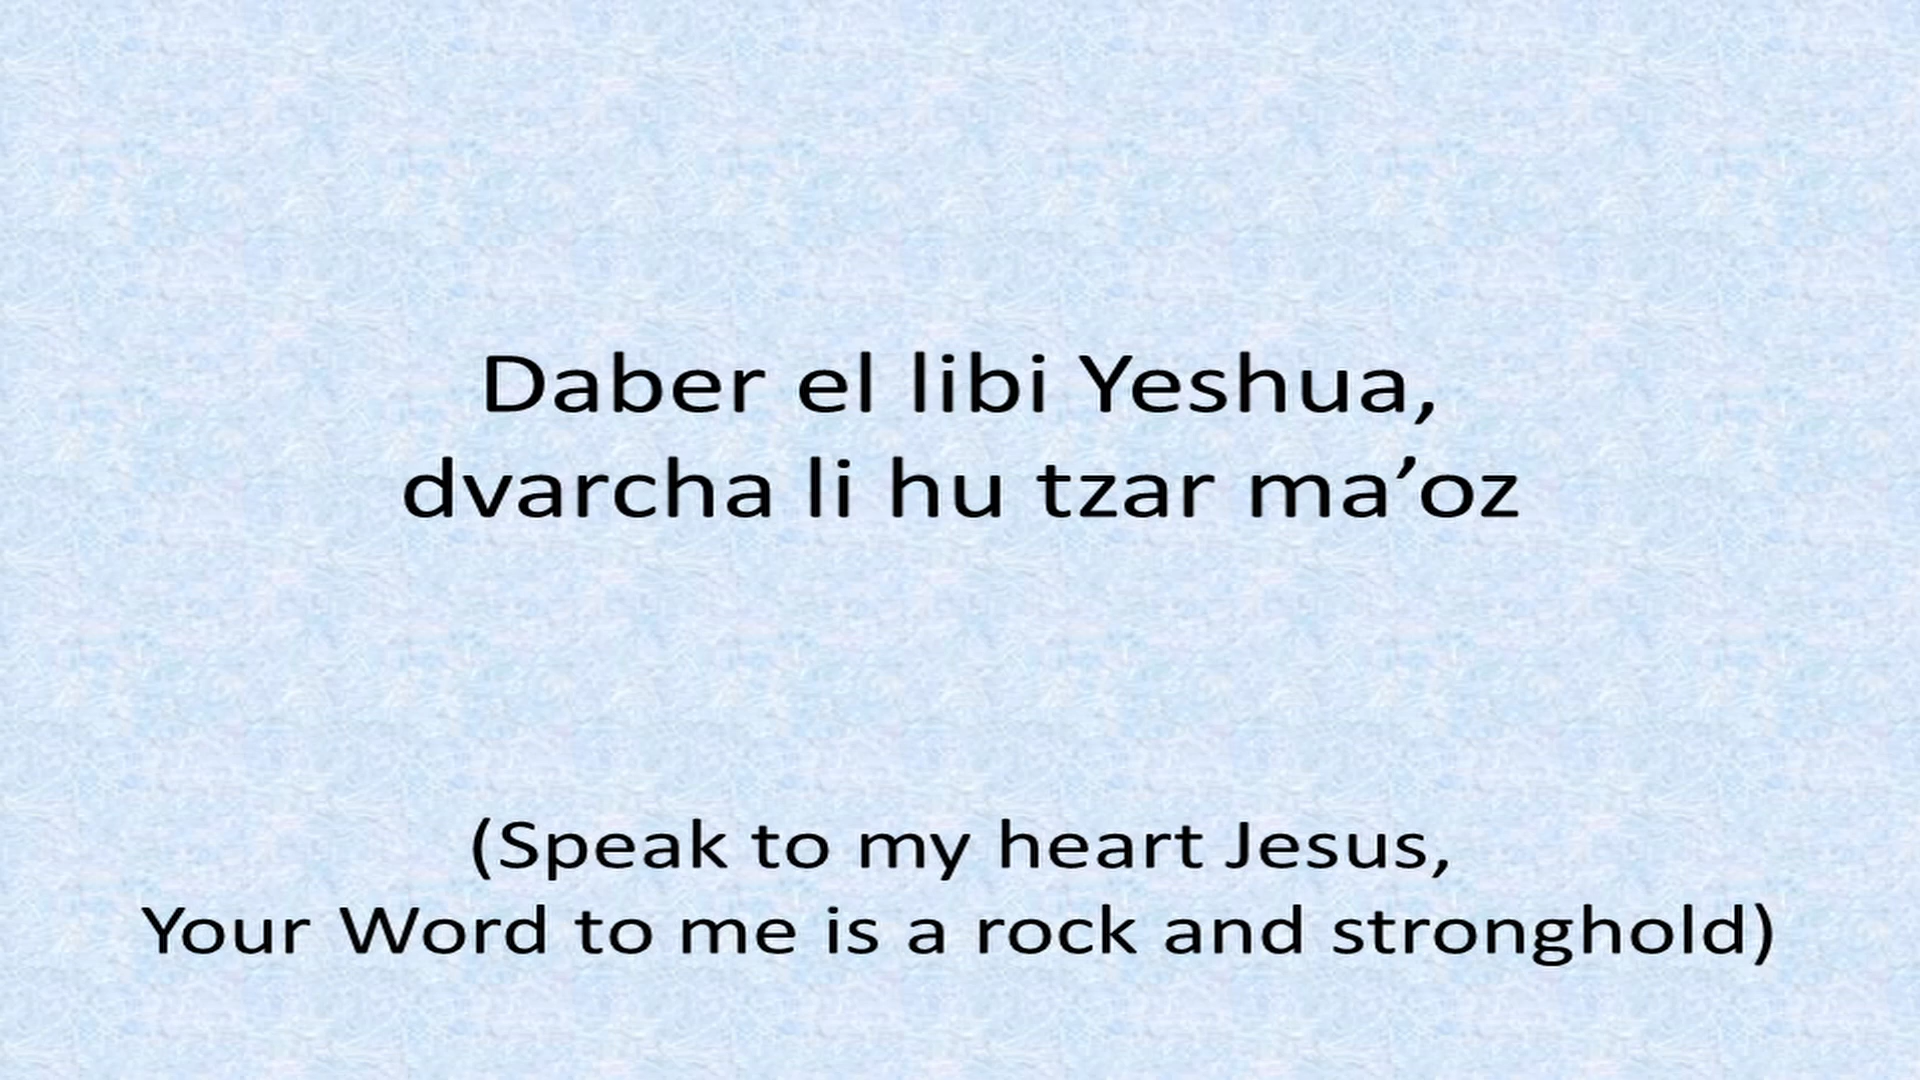 Daber el libi Yeshua,
dvarcha li hu tzar ma’oz
(Speak to my heart Jesus,
Your Word to me is a rock and stronghold)